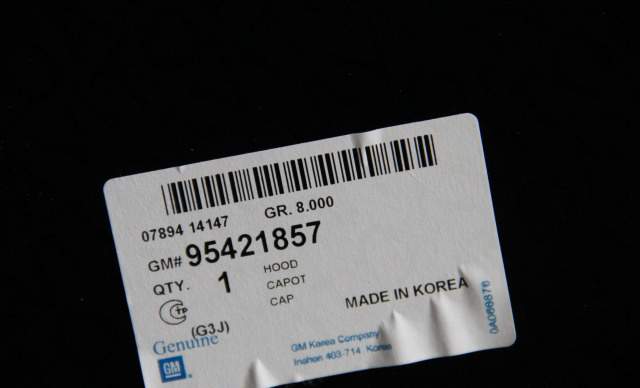 07894 14147 GR. 8.000
GM# 95421857
QTY. 1 HOOD
CAPOT
CAP
MADE IN KOREA
(G3J)
Genuine
GM
GM Korea Company
Inchon 403-714 Korea